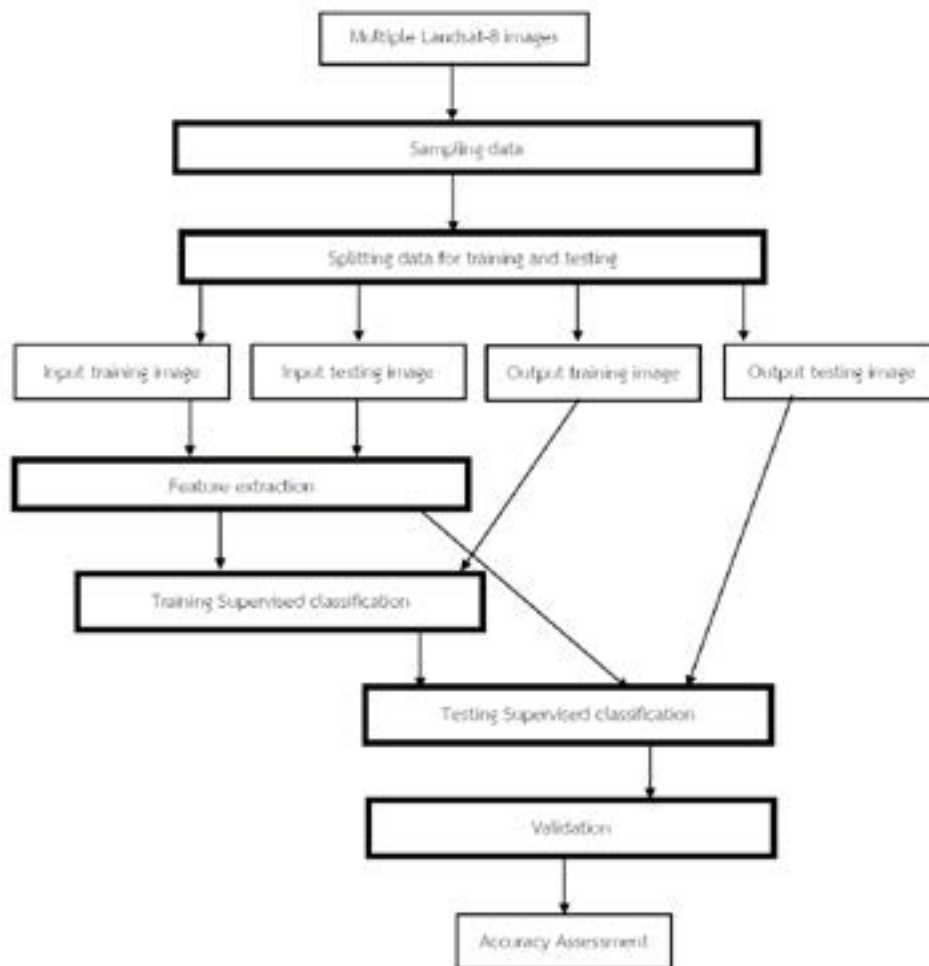 Multiple Landsat-8 images
Sampling data
Splitting data for training and testing
Input training image
Input testing image
Output training image
Output testing image
Feature extraction
Training Supervised classification
Testing Supervised classification
Validation
Accuracy Assessment